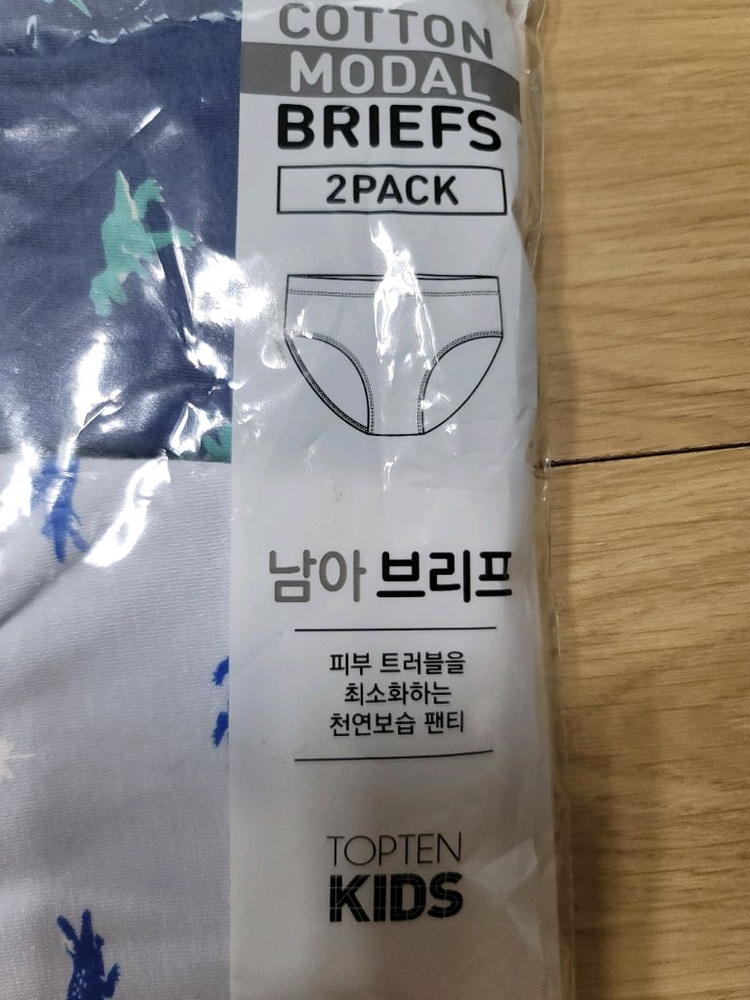 COTTON
MODAL
BRIEFS
2PACK
남아 브리프
피부 트러블을
최소화하는
천연보습 팬티
TOPTEN
KIDS